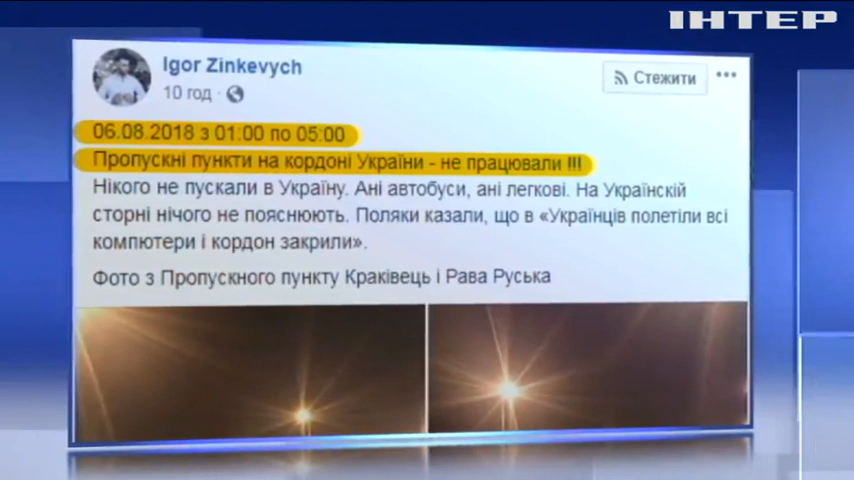 ІНТЕР
Igor Zinkevych
10 год ·
Стежити
06.08.2018 з 01:00 по 05:00
Пропускні пункти на кордоні України - не працювали !!!
Нікого не пускали в Україну. Ані автобуси, ані легкові. На Українскій
сторні нічого не пояснюють. Поляки казали, що в «Українців полетіли всі
компютери і кордон закрили».
Фото з Пропускного пункту Краківець і Рава Руська